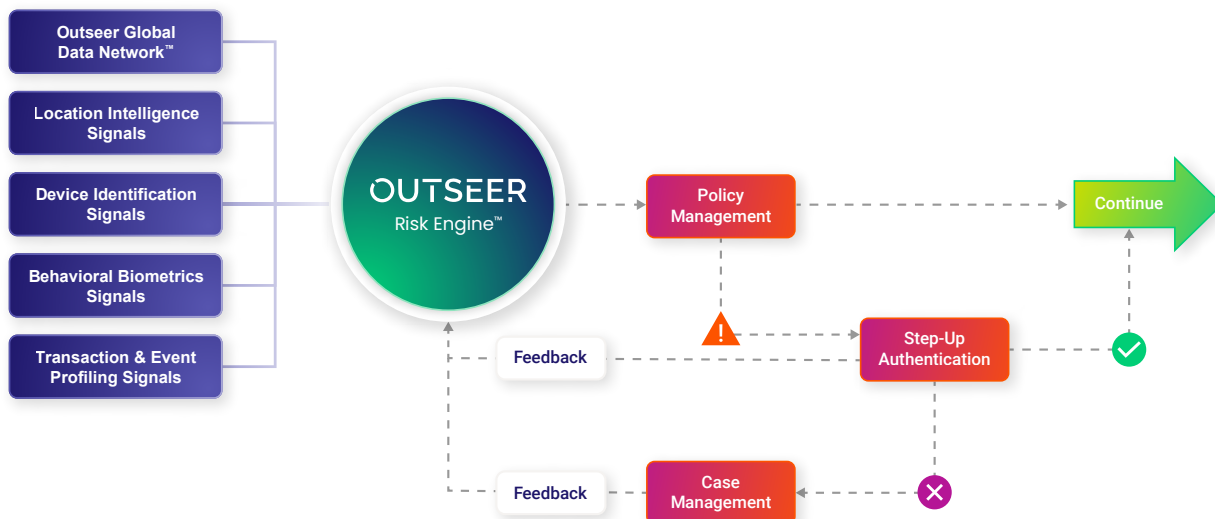 Outseer Global
Data Network™
Location Intelligence
Signals
Device Identification
Signals
Behavioral Biometrics
Signals
Transaction & Event
Profiling Signals
OUTSEER
Risk Engine™
Policy
Management
Continue
Step-Up
Authentication
Feedback
Feedback
Case
Management